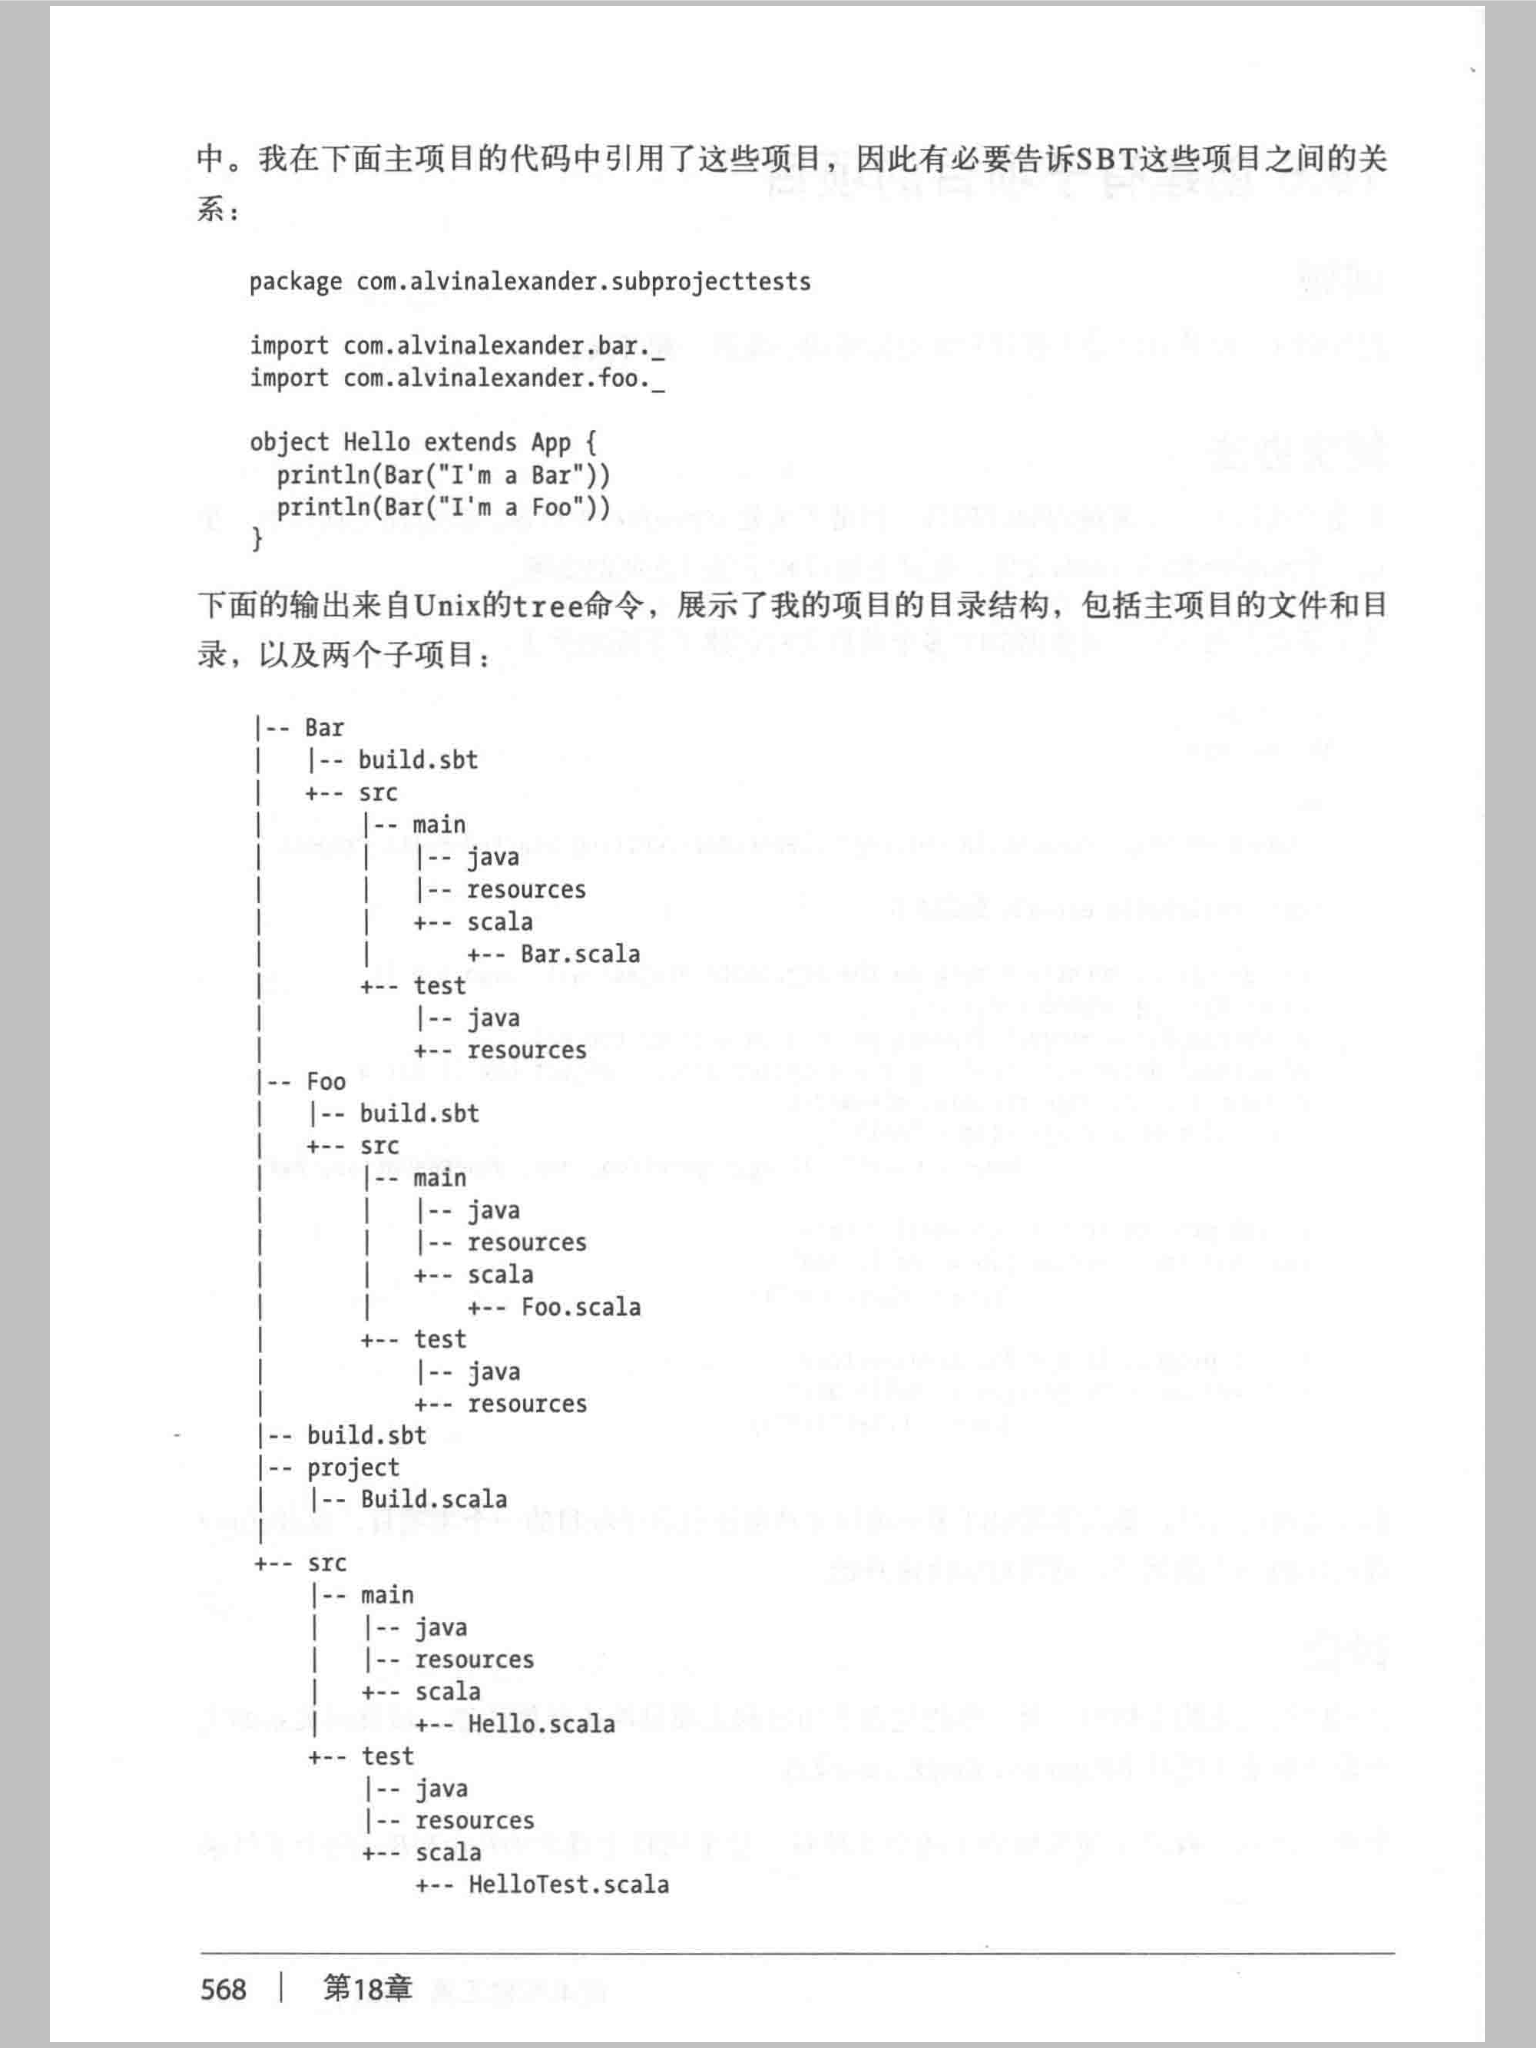 中。我在下面主项目的代码中引用了这些项目，因此有必要告诉SBT这些项目之间的关
系：
package com.alvinalexander.subprojecttests
import com.alvinalexander.bar._
import com.alvinalexander.foo._
object Hello extends App {
  println(Bar("I'm a Bar"))
  println(Bar("I'm a Foo"))
}
下面的输出来自Unix的tree命令，展示了我的项目的目录结构，包括主项目的文件和目
录，以及两个子项目：
|-- Bar
|   |-- build.sbt
|   +-- src
|       |-- main
|       |   |-- java
|       |   |-- resources
|       |   +-- scala
|       |       +-- Bar.scala
|       +-- test
|           |-- java
|           +-- resources
|-- Foo
|   |-- build.sbt
|   +-- src
|       |-- main
|       |   |-- java
|       |   |-- resources
|       |   +-- scala
|       |       +-- Foo.scala
|       +-- test
|           |-- java
|           +-- resources
|-- build.sbt
|-- project
|   |-- Build.scala
|
+-- src
    |-- main
    |   |-- java
    |   |-- resources
    |   +-- scala
    |       +-- Hello.scala
    +-- test
        |-- java
        |-- resources
        +-- scala
            +-- HelloTest.scala
568 | 第18章